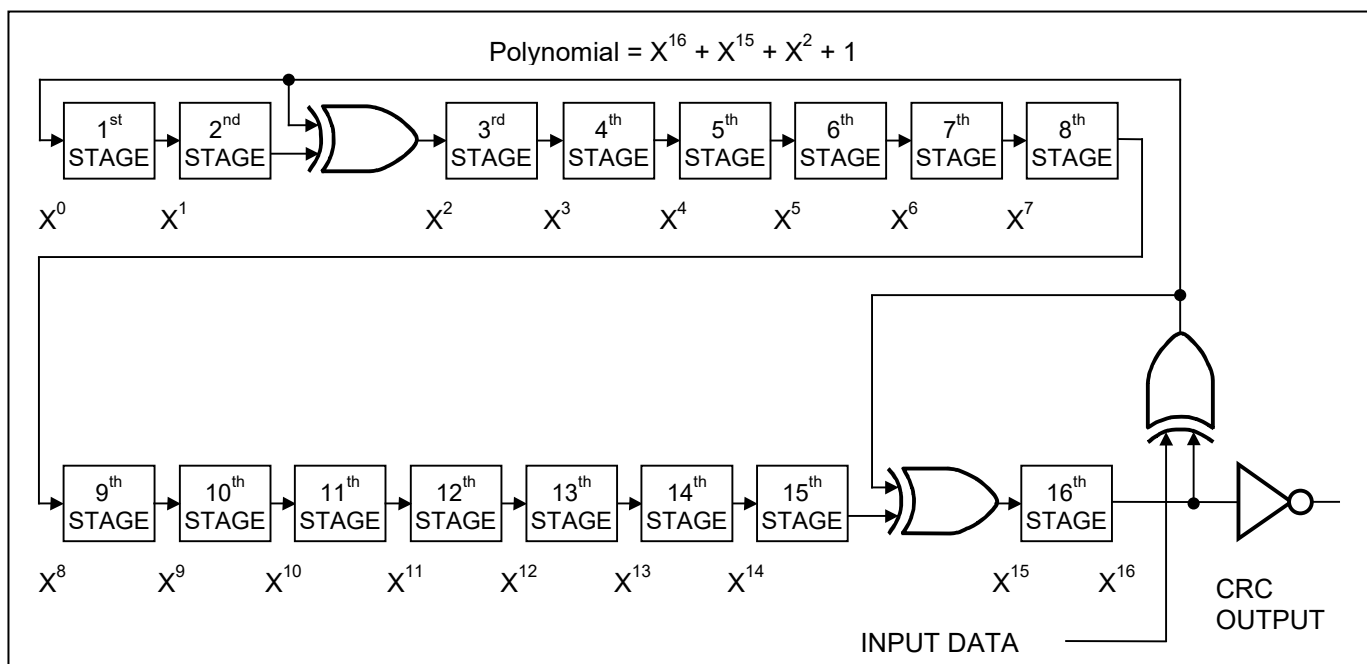 Polynomial = X¹⁶ + X¹⁵ + X² + 1
1ˢᵗ STAGE
2ⁿᵈ STAGE
3ʳᵈ STAGE
4ᵗʰ STAGE
5ᵗʰ STAGE
6ᵗʰ STAGE
7ᵗʰ STAGE
8ᵗʰ STAGE
X⁰ X¹ X² X³ X⁴ X⁵ X⁶ X⁷
9ᵗʰ STAGE
10ᵗʰ STAGE
11ᵗʰ STAGE
12ᵗʰ STAGE
13ᵗʰ STAGE
14ᵗʰ STAGE
15ᵗʰ STAGE
16ᵗʰ STAGE
X⁸ X⁹ X¹⁰ X¹¹ X¹² X¹³ X¹⁴ X¹⁵ X¹⁶
CRC
OUTPUT
INPUT DATA